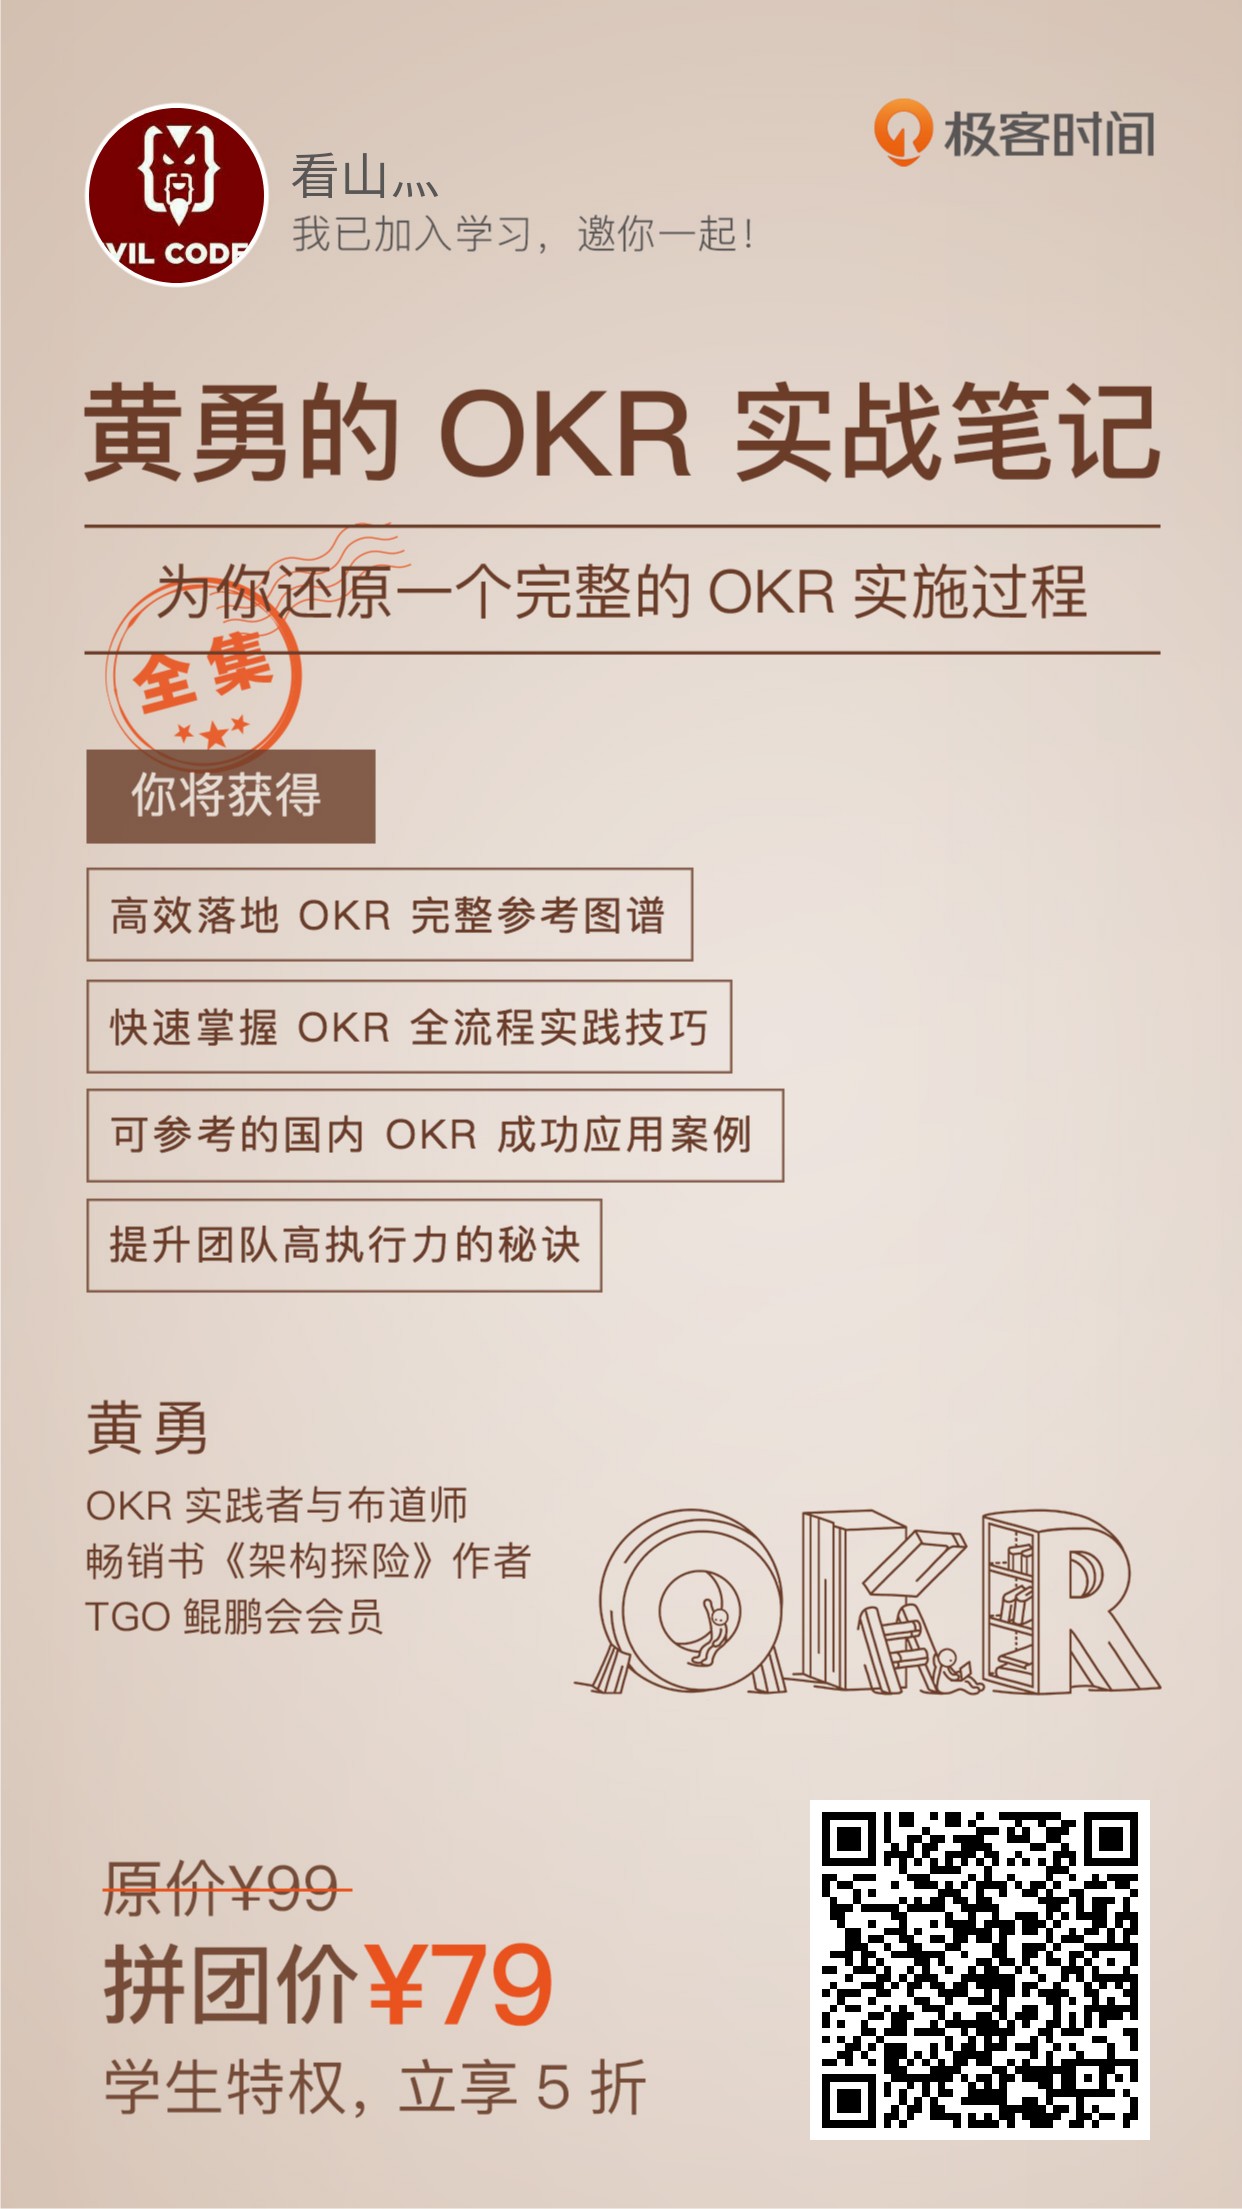 极客时间
看山灬
我已加入学习，邀你一起！
VIL CODE
黄勇的 OKR 实战笔记
为你还原一个完整的 OKR 实施过程
全集
你将获得
高效落地 OKR 完整参考图谱
快速掌握 OKR 全流程实践技巧
可参考的国内 OKR 成功应用案例
提升团队高执行力的秘诀
黄勇
OKR 实践者与布道师
畅销书《架构探险》作者
TGO 鲲鹏会会员
OKR
原价¥99
拼团价¥79
学生特权，立享 5 折